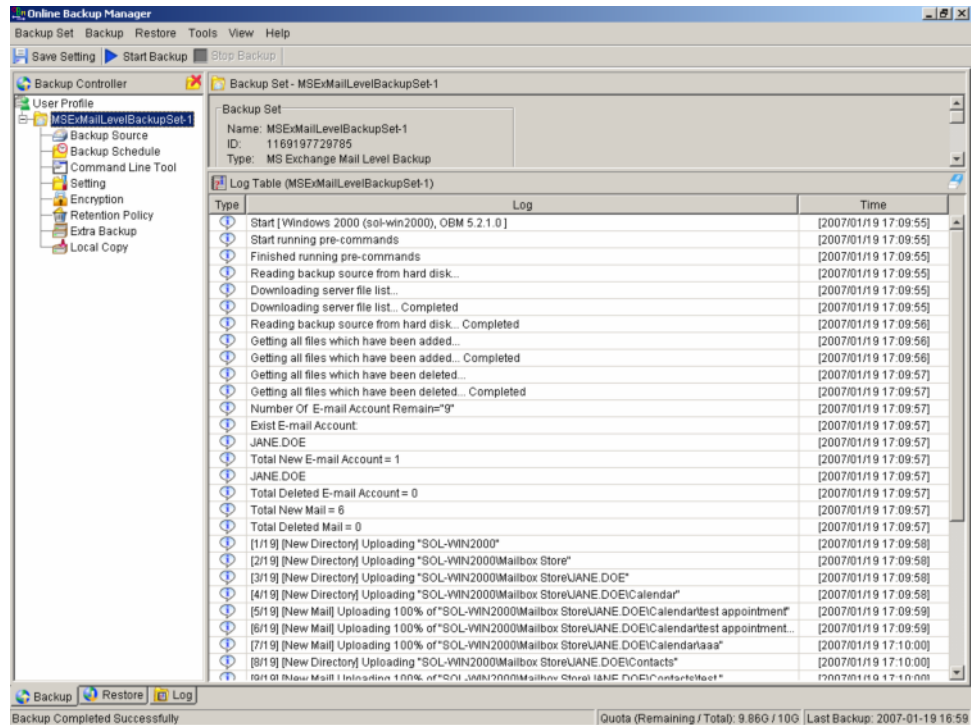 Online Backup Manager
Backup Set Backup Restore Tools View Help
Save Setting Start Backup Stop Backup
Backup Controller
User Profile
MSExMailLevelBackupSet-1
Backup Source
Backup Schedule
Command Line Tool
Setting
Encryption
Retention Policy
Extra Backup
Local Copy
Backup Set - MSExMailLevelBackupSet-1
Backup Set
Name: MSExMailLevelBackupSet-1
ID: 1169197729785
Type: MS Exchange Mail Level Backup
Log Table (MSExMailLevelBackupSet-1)
Type Log Time
Start [ Windows 2000 (sol-win2000), OBM 5.2.1.0 ] [2007/01/19 17:09:55]
Start running pre-commands [2007/01/19 17:09:55]
Finished running pre-commands [2007/01/19 17:09:55]
Reading backup source from hard disk... [2007/01/19 17:09:55]
Downloading server file list... [2007/01/19 17:09:55]
Downloading server file list... Completed [2007/01/19 17:09:55]
Reading backup source from hard disk... Completed [2007/01/19 17:09:56]
Getting all files which have been added... [2007/01/19 17:09:56]
Getting all files which have been added... Completed [2007/01/19 17:09:56]
Getting all files which have been deleted... [2007/01/19 17:09:57]
Getting all files which have been deleted... Completed [2007/01/19 17:09:57]
Number Of E-mail Account Remain="9" [2007/01/19 17:09:57]
Exist E-mail Account: [2007/01/19 17:09:57]
JANE.DOE [2007/01/19 17:09:57]
Total New E-mail Account = 1 [2007/01/19 17:09:57]
JANE.DOE [2007/01/19 17:09:57]
Total Deleted E-mail Account = 0 [2007/01/19 17:09:57]
Total New Mail = 6 [2007/01/19 17:09:57]
Total Deleted Mail = 0 [2007/01/19 17:09:57]
[1/19] [New Directory] Uploading "SOL-WIN2000" [2007/01/19 17:09:58]
[2/19] [New Directory] Uploading "SOL-WIN2000\Mailbox Store" [2007/01/19 17:09:58]
[3/19] [New Directory] Uploading "SOL-WIN2000\Mailbox Store\JANE.DOE" [2007/01/19 17:09:58]
[4/19] [New Directory] Uploading "SOL-WIN2000\Mailbox Store\JANE.DOE\Calendar" [2007/01/19 17:09:58]
[5/19] [New Mail] Uploading 100% of "SOL-WIN2000\Mailbox Store\JANE.DOE\Calendar\test appointment" [2007/01/19 17:09:59]
[6/19] [New Mail] Uploading 100% of "SOL-WIN2000\Mailbox Store\JANE.DOE\Calendar\test appointment... [2007/01/19 17:09:59]
[7/19] [New Mail] Uploading 100% of "SOL-WIN2000\Mailbox Store\JANE.DOE\Calendar\aaa" [2007/01/19 17:10:00]
[8/19] [New Directory] Uploading "SOL-WIN2000\Mailbox Store\JANE.DOE\Contacts" [2007/01/19 17:10:00]
[9/19] [New Mail] Uploading 100% of "SOL-WIN2000\Mailbox Store\JANE.DOE\Contacts\test " [2007/01/19 17:10:00]
Backup Restore Log
Backup Completed Successfully Quota (Remaining / Total): 9.86G / 10G Last Backup: 2007-01-19 16:59